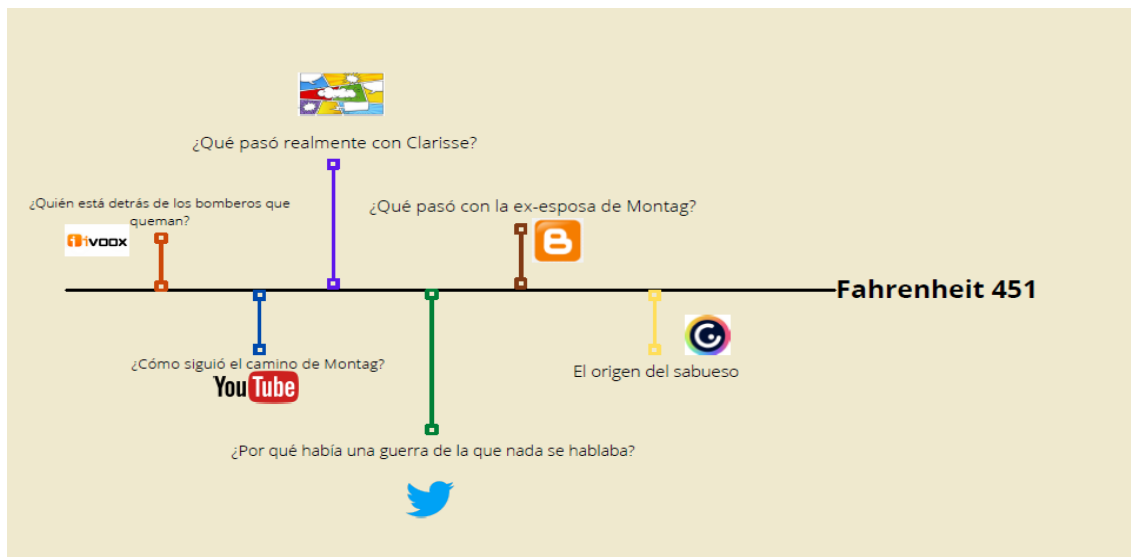 ¿Qué pasó realmente con Clarisse?
¿Quién está detrás de los bomberos que
queman?
ivoox
¿Qué pasó con la ex-esposa de Montag?
Fahrenheit 451
¿Cómo siguió el camino de Montag?
YouTube
El origen del sabueso
¿Por qué había una guerra de la que nada se hablaba?